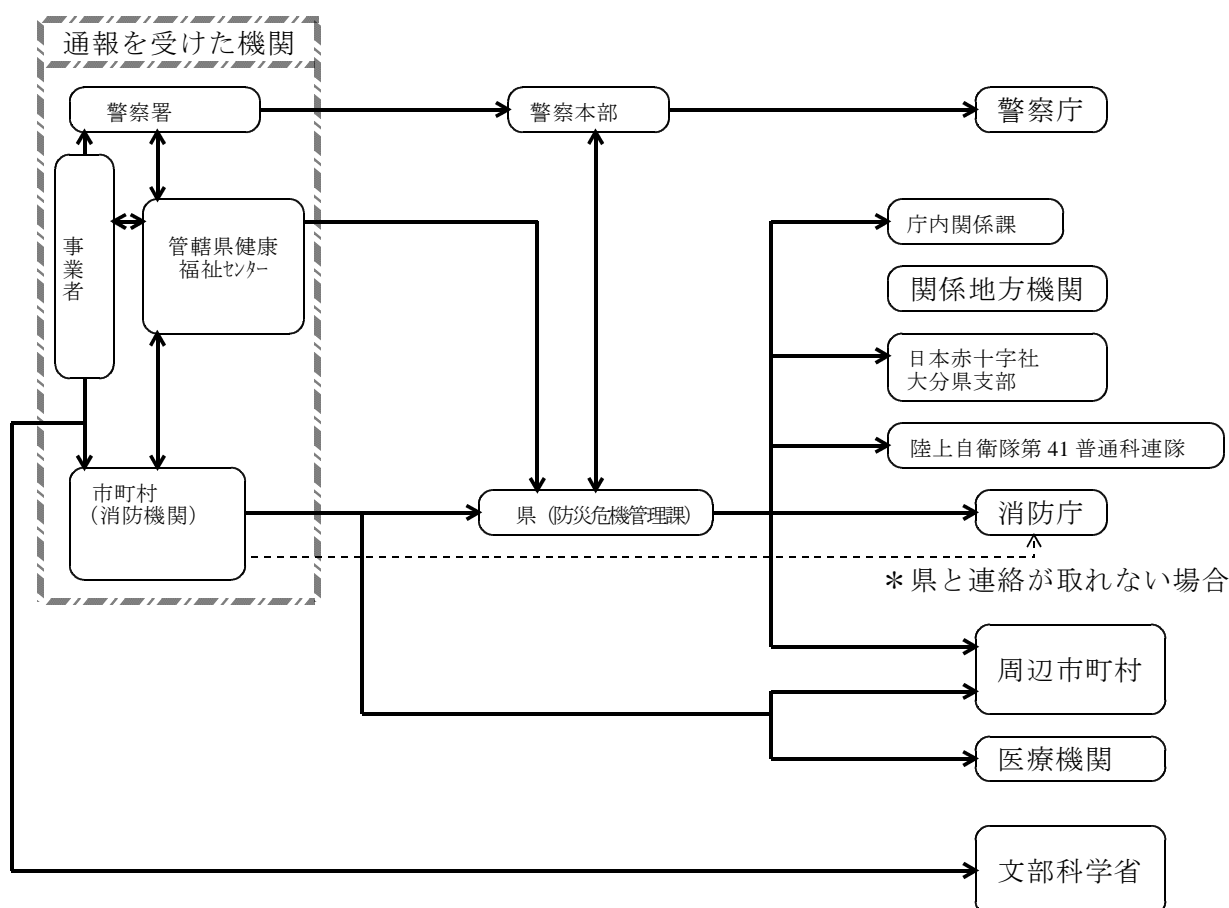 通報を受けた機関
警察署
警察本部
警察庁
事業者
管轄県健康
福祉ｾﾝﾀｰ
庁内関係課
関係地方機関
日本赤十字社
大分県支部
陸上自衛隊第 41 普通科連隊
市町村
（消防機関）
県（防災危機管理課）
消防庁
＊県と連絡が取れない場合
周辺市町村
医療機関
文部科学省